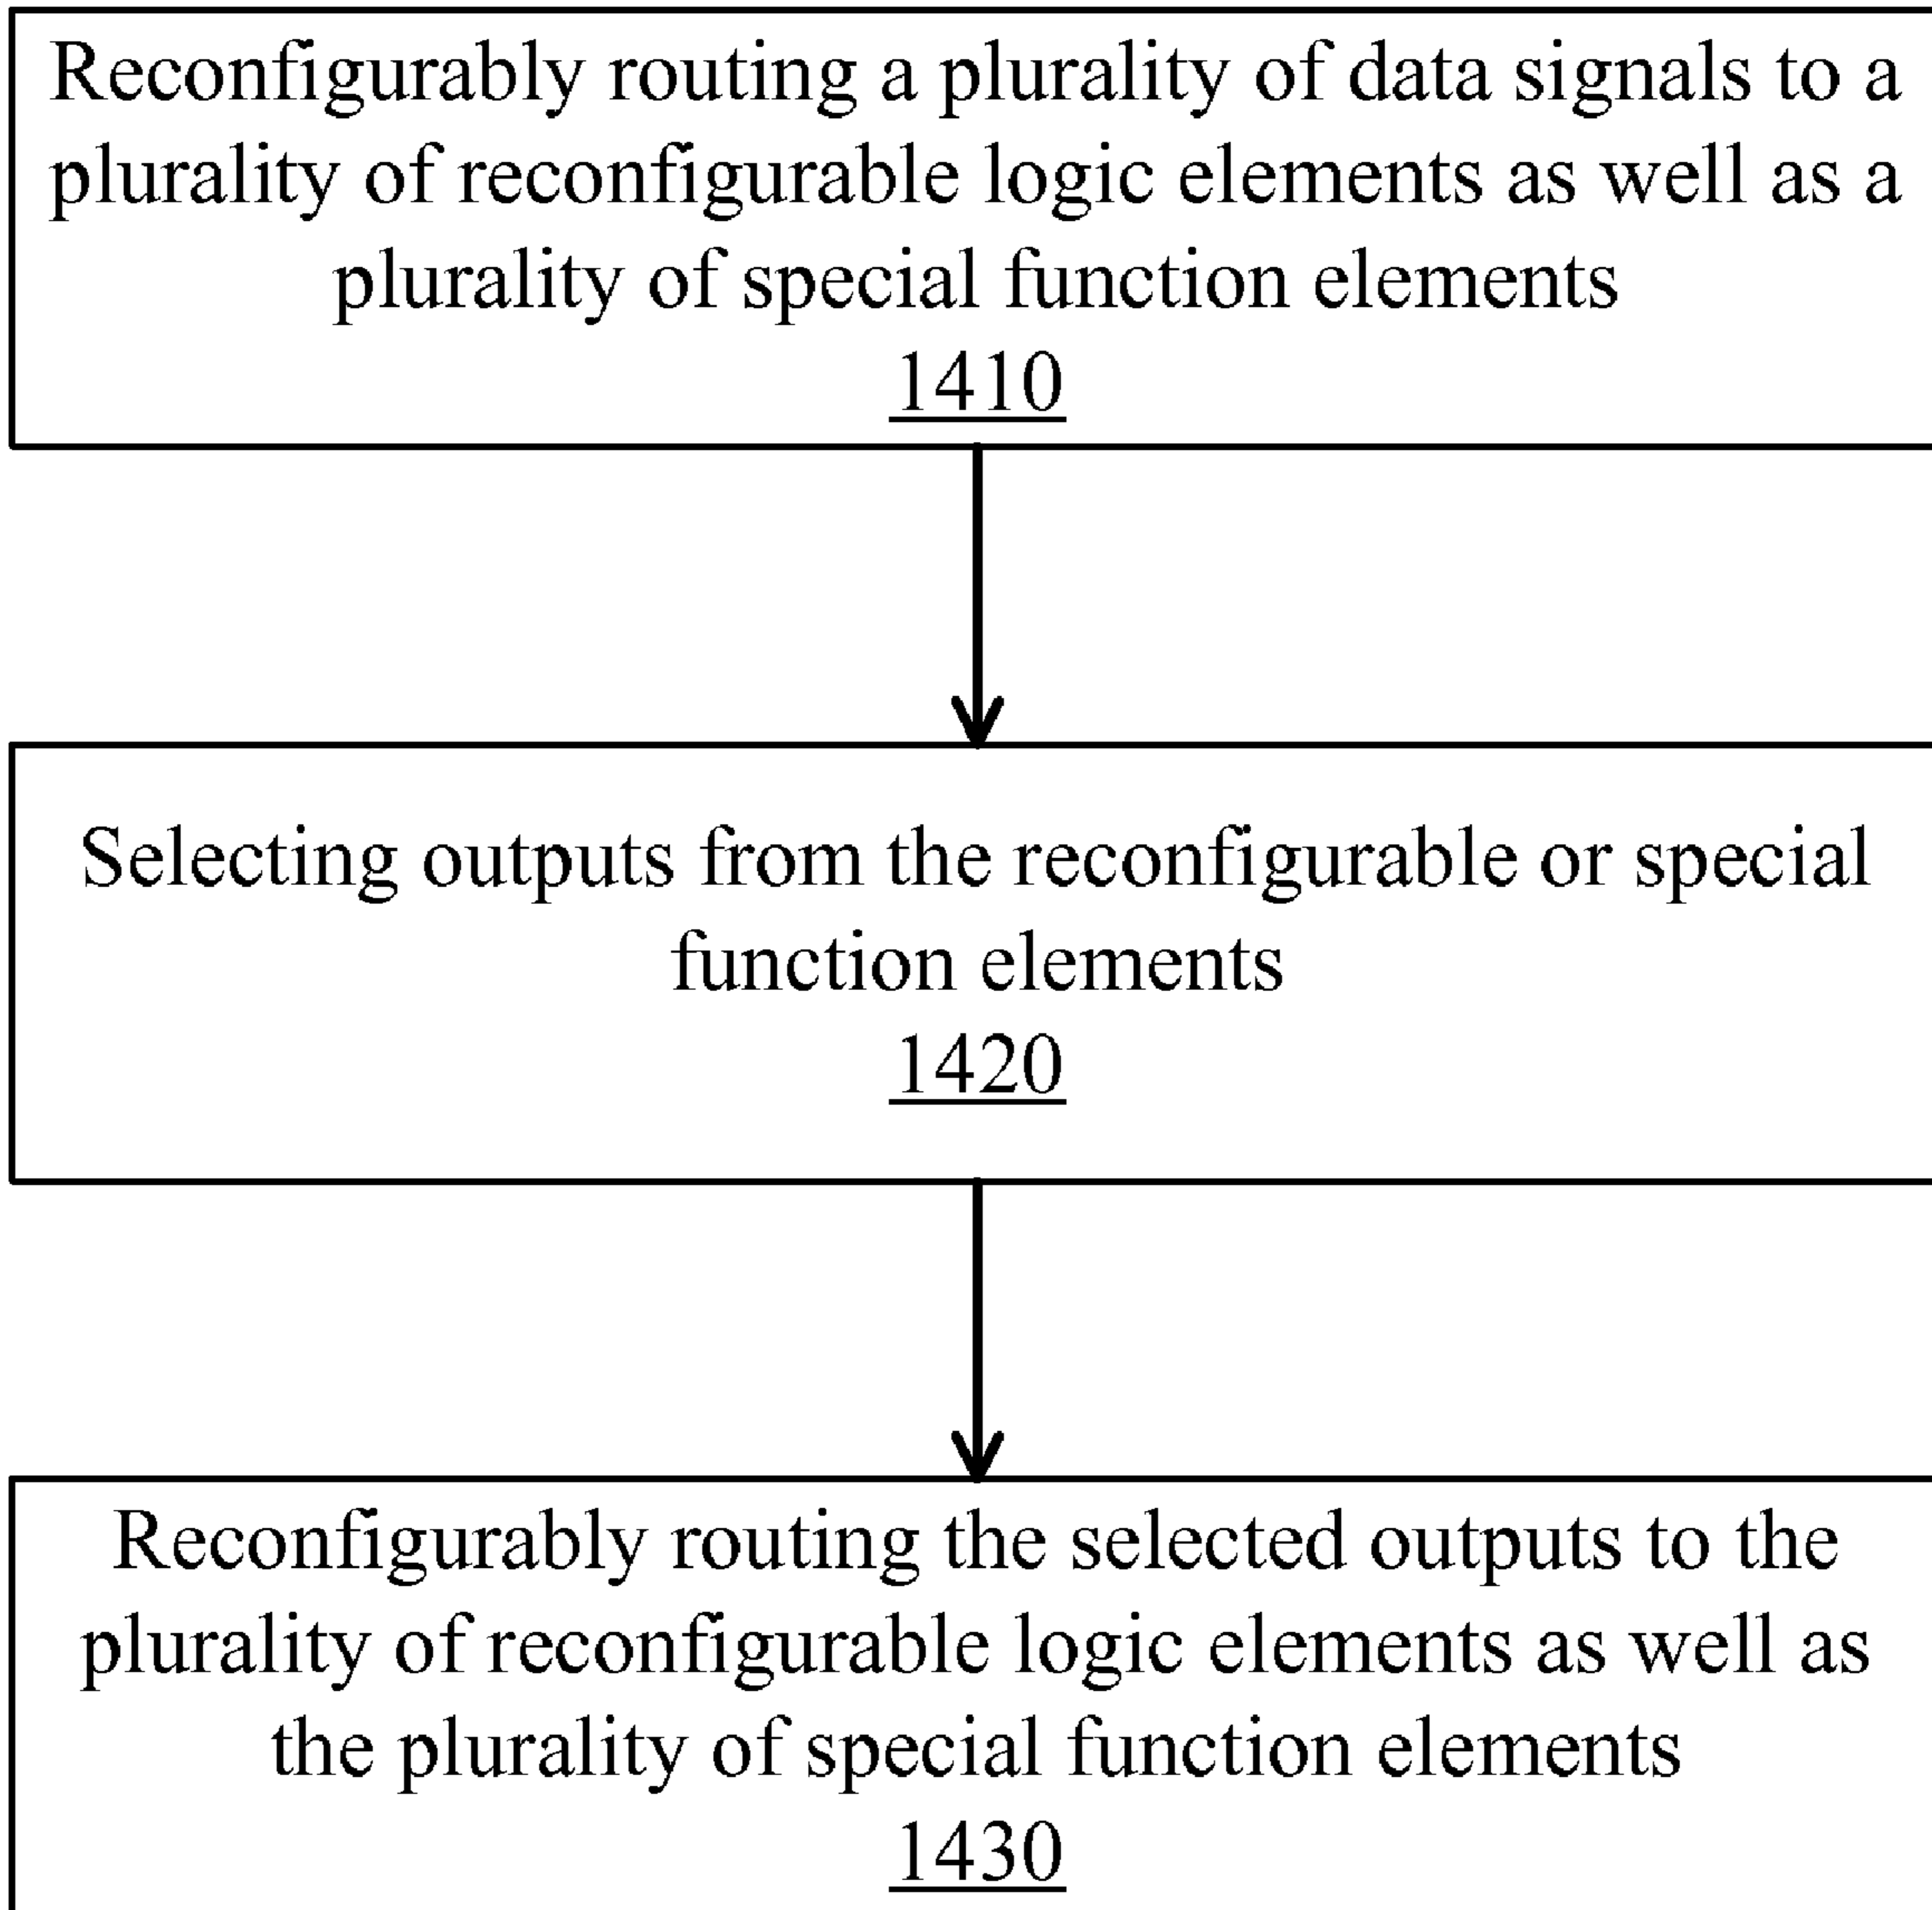 Reconfigurably routing a plurality of data signals to a
plurality of reconfigurable logic elements as well as a
plurality of special function elements
1410
Selecting outputs from the reconfigurable or special
function elements
1420
Reconfigurably routing the selected outputs to the
plurality of reconfigurable logic elements as well as
the plurality of special function elements
1430